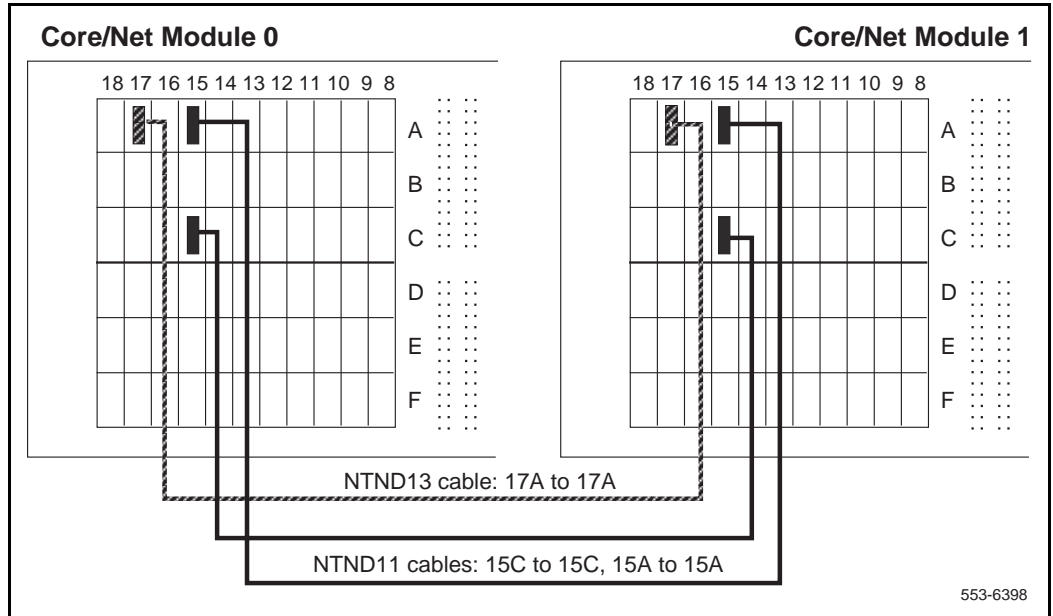 Core/Net Module 0
Core/Net Module 1
18 17 16 15 14 13 12 11 10 9 8
A
B
C
D
E
F
18 17 16 15 14 13 12 11 10 9 8
A
B
C
D
E
F
NTND13 cable: 17A to 17A
NTND11 cables: 15C to 15C, 15A to 15A
553-6398